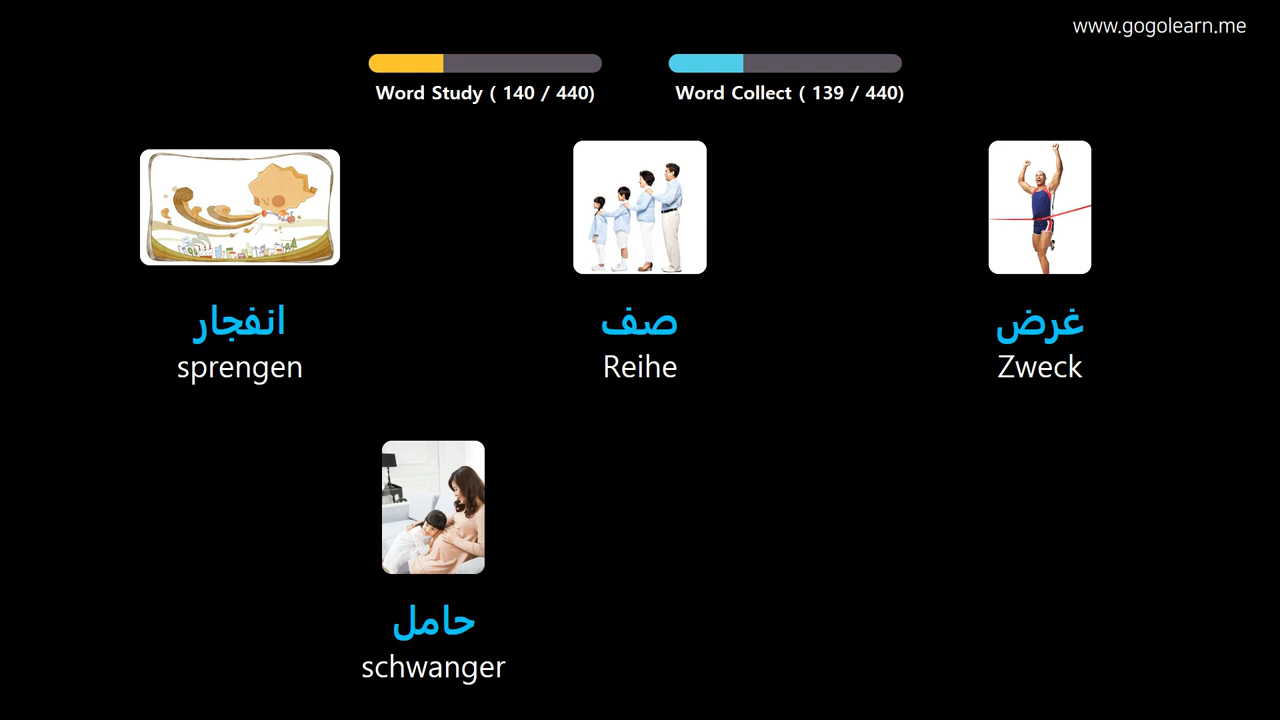 www.gogolearn.me
Word Study ( 140 / 440)
Word Collect ( 139 / 440)
انفجار
sprengen
صف
Reihe
غرض
Zweck
حامل
schwanger